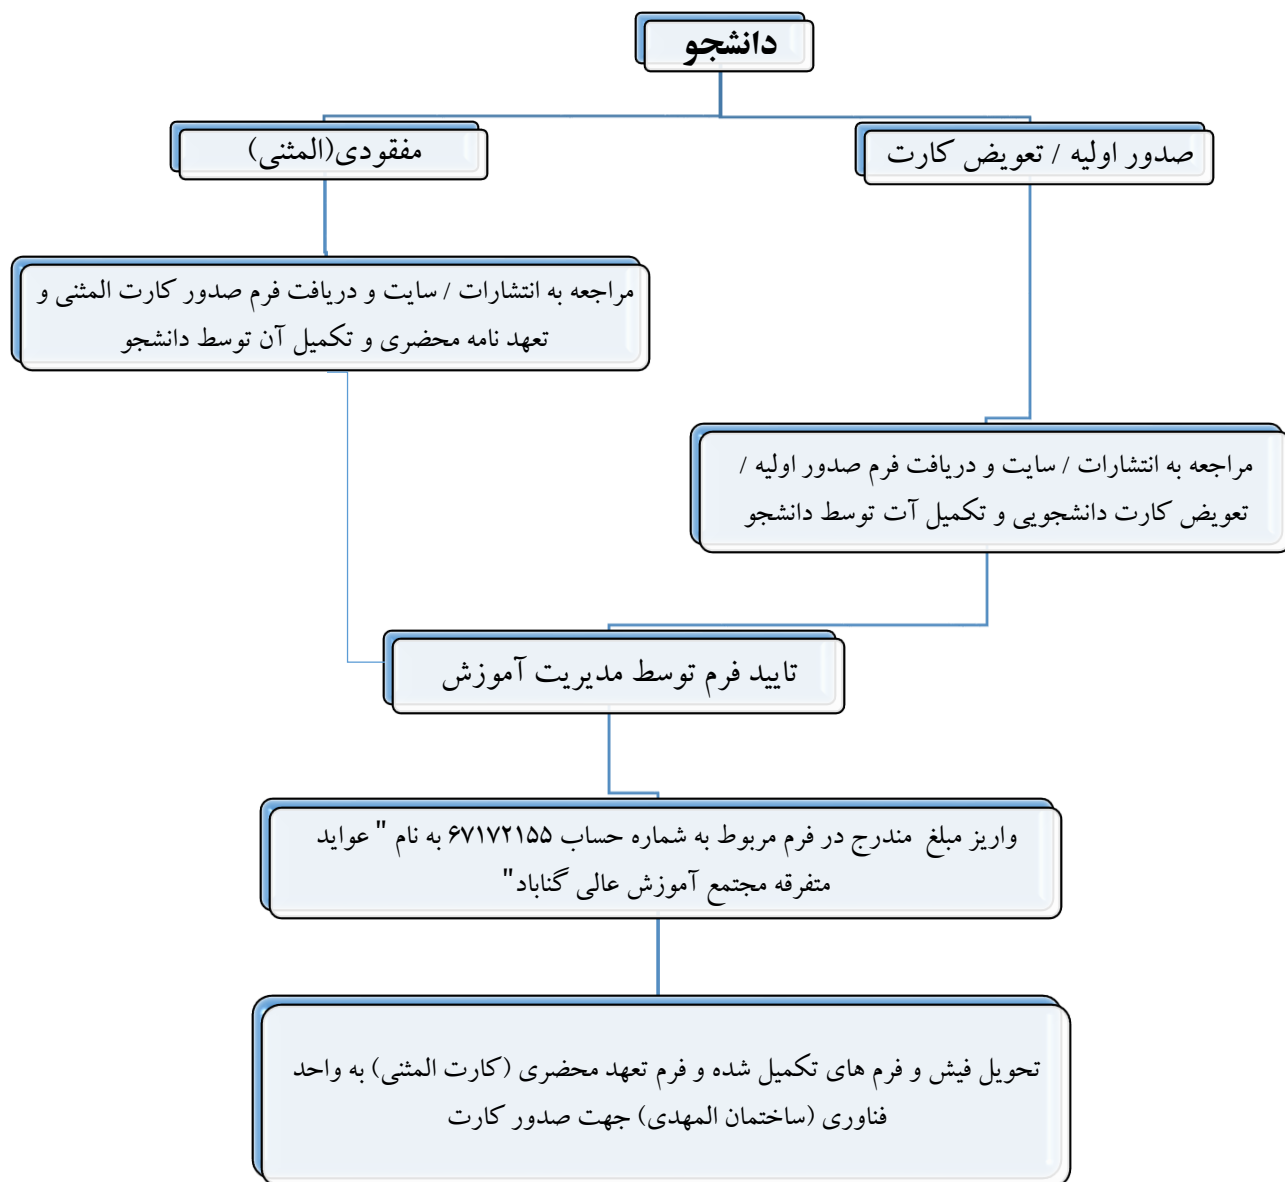 دانشجو
صدور اولیه / تعویض کارت
مفقودی(المثنی)
مراجعه به انتشارات / سایت و دریافت فرم صدور کارت المثنی و
تعهد نامه محضری و تکمیل آن توسط دانشجو
مراجعه به انتشارات / سایت و دریافت فرم صدور اولیه /
تعویض کارت دانشجویی و تکمیل آت توسط دانشجو
تایید فرم توسط مدیریت آموزش
واریز مبلغ مندرج در فرم مربوط به شماره حساب ۶۷۱۷۲۱۵۵ به نام " عواید
متفرقه مجتمع آموزش عالی گناباد"
تحویل فیش و فرم های تکمیل شده و فرم تعهد محضری (کارت المثنی) به واحد
فناوری (ساختمان المهدی) جهت صدور کارت